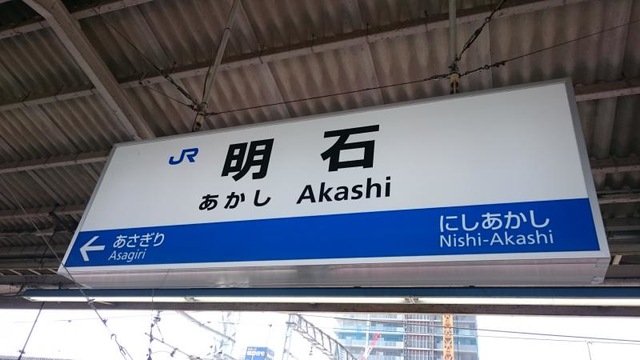 JR 明石
あかし Akashi
← あさぎり
Asagiri
にしあかし
Nishi-Akashi